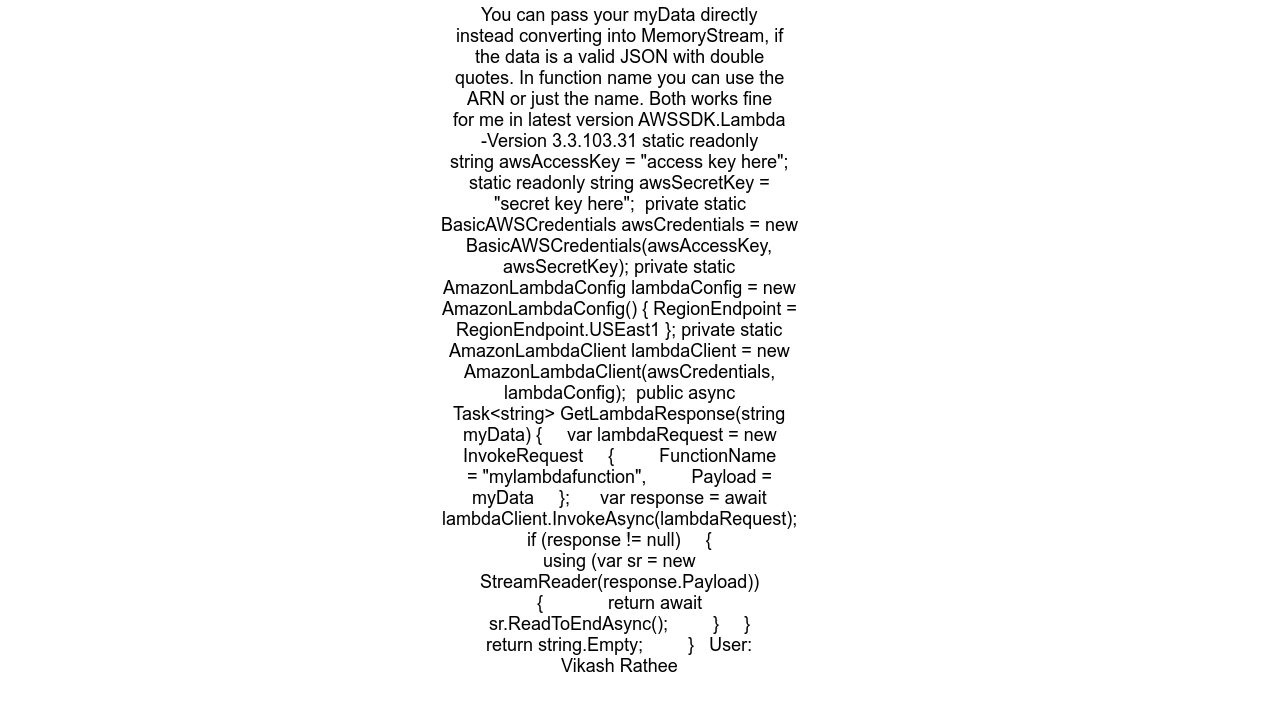 You can pass your myData directly
instead converting into MemoryStream, if
the data is a valid JSON with double
quotes. In function name you can use the
ARN or just the name. Both works fine
for me in latest version AWSSDK.Lambda
-Version 3.3.103.31 static readonly
string awsAccessKey = "access key here";
static readonly string awsSecretKey =
"secret key here";  private static
BasicAWSCredentials awsCredentials = new
BasicAWSCredentials(awsAccessKey,
awsSecretKey); private static
AmazonLambdaConfig lambdaConfig = new
AmazonLambdaConfig() { RegionEndpoint =
RegionEndpoint.USEast1 }; private static
AmazonLambdaClient lambdaClient = new
AmazonLambdaClient(awsCredentials,
lambdaConfig);  public async
Task<string> GetLambdaResponse(string
myData) {     var lambdaRequest = new
InvokeRequest     {         FunctionName
= "mylambdafunction",         Payload =
myData     };      var response = await
lambdaClient.InvokeAsync(lambdaRequest);
if (response != null)     {
using (var sr = new
StreamReader(response.Payload))
{             return await
sr.ReadToEndAsync();         }     }
return string.Empty;         }   User:
Vikash Rathee